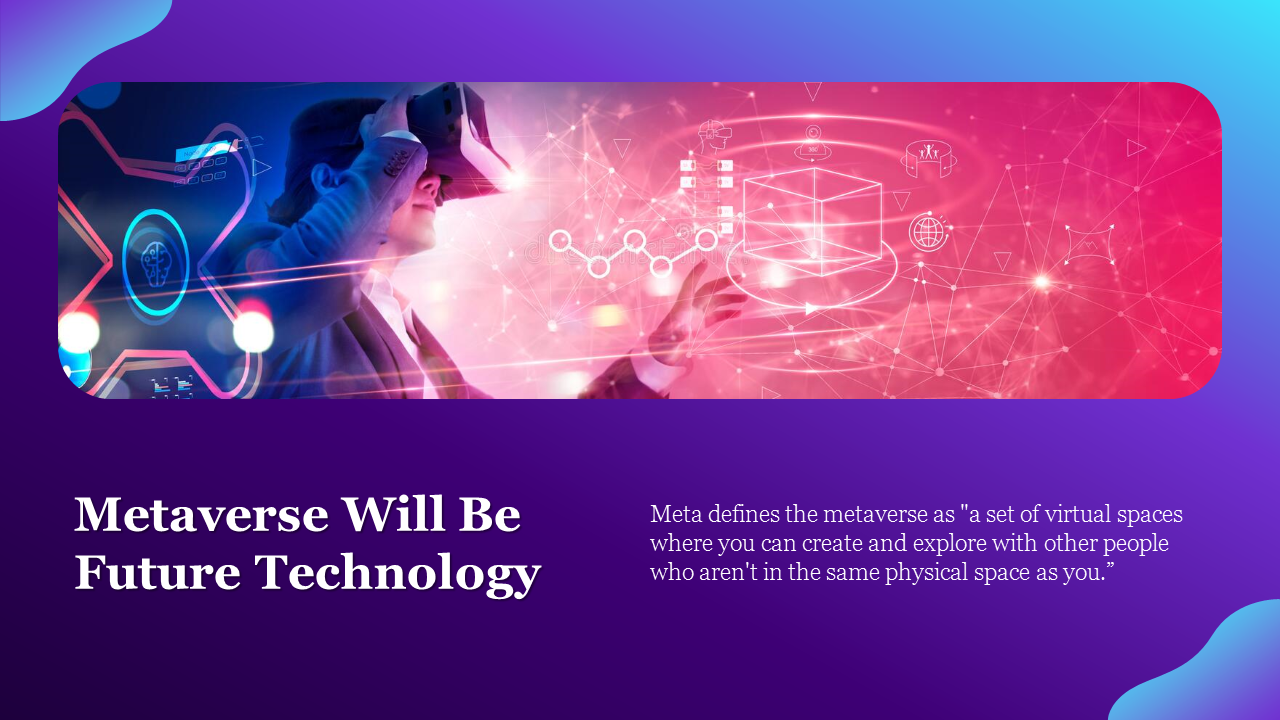 Metaverse Will Be
Future Technology
Meta defines the metaverse as "a set of virtual spaces
where you can create and explore with other people
who aren't in the same physical space as you.”